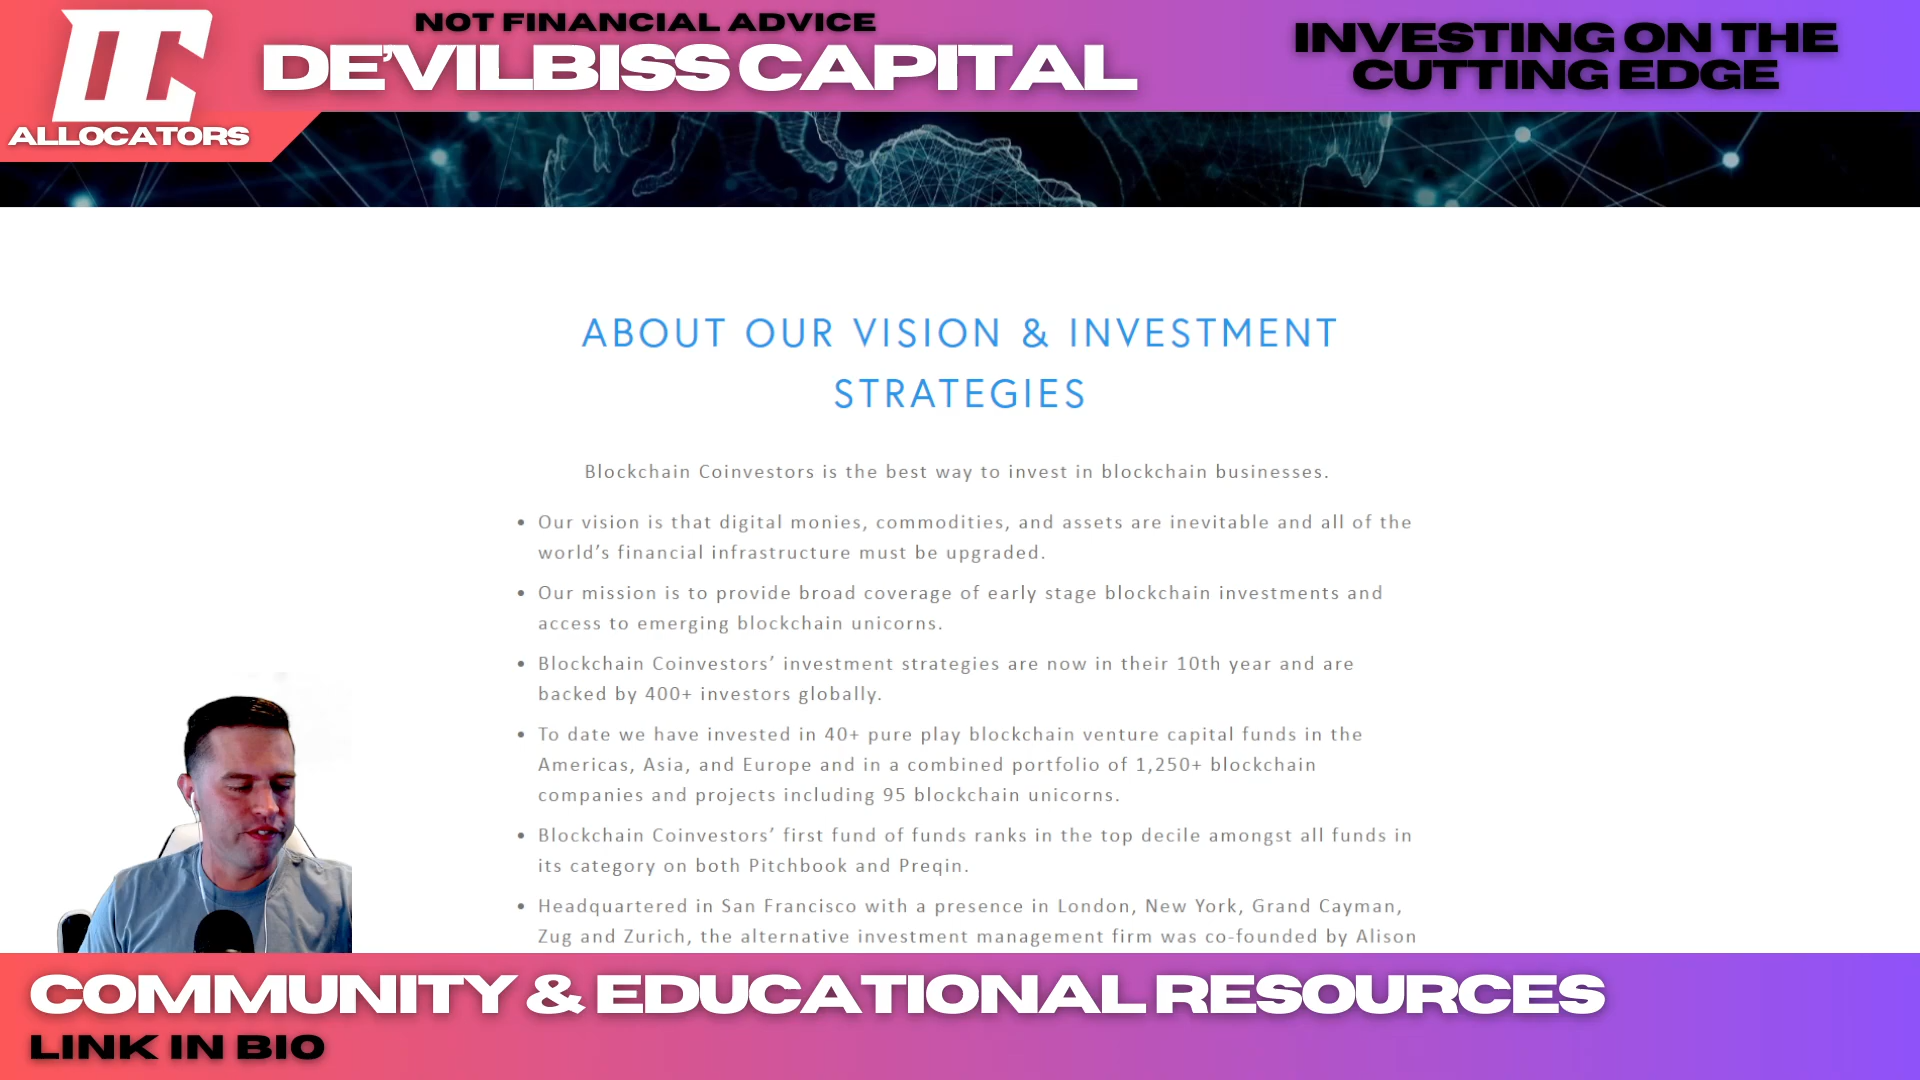 NOT FINANCIAL ADVICE
DE'VILBISS CAPITAL
INVESTING ON THE
CUTTING EDGE
ALLOCATORS
ABOUT OUR VISION & INVESTMENT
STRATEGIES
Blockchain Coinvestors is the best way to invest in blockchain businesses.
• Our vision is that digital monies, commodities, and assets are inevitable and all of the
world’s financial infrastructure must be upgraded.
• Our mission is to provide broad coverage of early stage blockchain investments and
access to emerging blockchain unicorns.
• Blockchain Coinvestors’ investment strategies are now in their 10th year and are
backed by 400+ investors globally.
• To date we have invested in 40+ pure play blockchain venture capital funds in the
Americas, Asia, and Europe and in a combined portfolio of 1,250+ blockchain
companies and projects including 95 blockchain unicorns.
• Blockchain Coinvestors’ first fund of funds ranks in the top decile amongst all funds in
its category on both Pitchbook and Preqin.
• Headquartered in San Francisco with a presence in London, New York, Grand Cayman,
Zug and Zurich, the alternative investment management firm was co-founded by Alison
COMMUNITY & EDUCATIONAL RESOURCES
LINK IN BIO